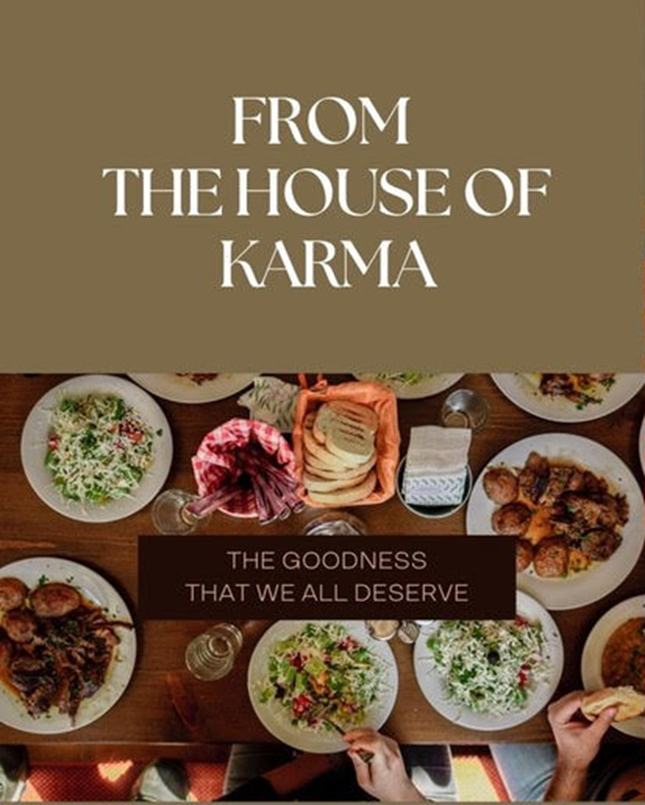 FROM
THE HOUSE OF
KARMA
THE GOODNESS
THAT WE ALL DESERVE